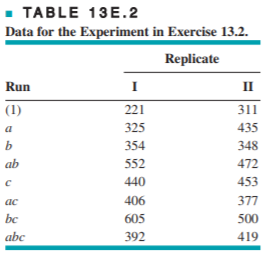 ■ TABLE 13E.2
Data for the Experiment in Exercise 13.2.
Replicate
Run I II
(1) 221 311
a 325 435
b 354 348
ab 552 472
c 440 453
ac 406 377
bc 605 500
abc 392 419